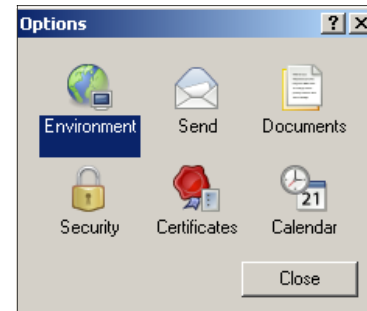 Options
Environment Send Documents
21
Security Certificates Calendar
Close